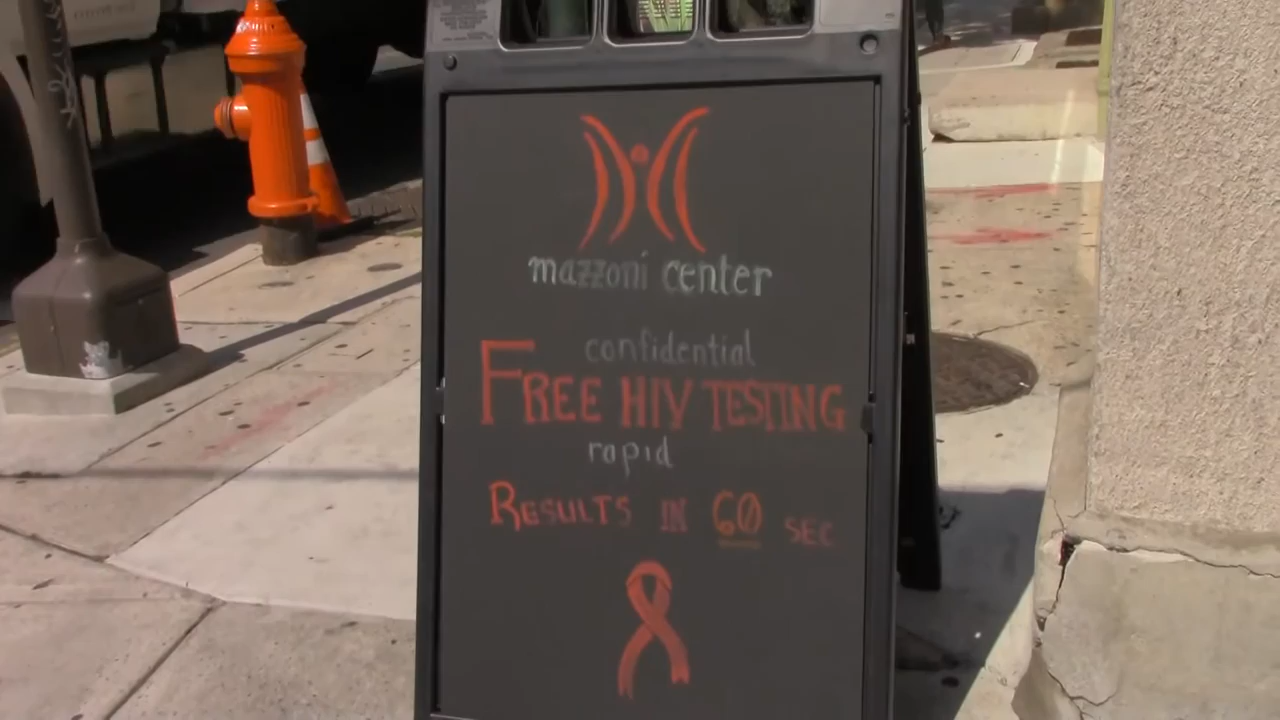 mazzoni center
confidential
FREE HIV TESTING
rapid
RESULTS IN 60 SEC